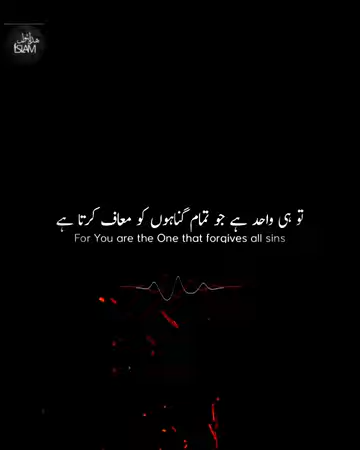 ISLAM
تو ہی واحد ہے جو تمام گناہوں کو معاف کرتا ہے
For You are the One that forgives all sins